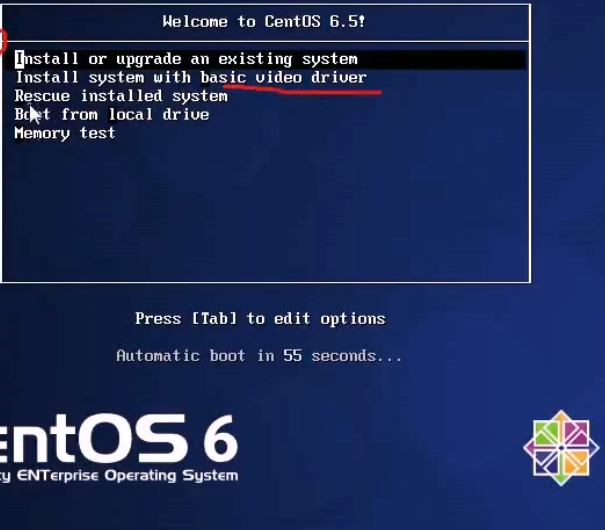 Welcome to CentOS 6.5!
Install or upgrade an existing system
Install system with basic video driver
Rescue installed system
Boot from local drive
Memory test
Press [Tab] to edit options
Automatic boot in 55 seconds...
entOS 6
ty ENTerprise Operating System